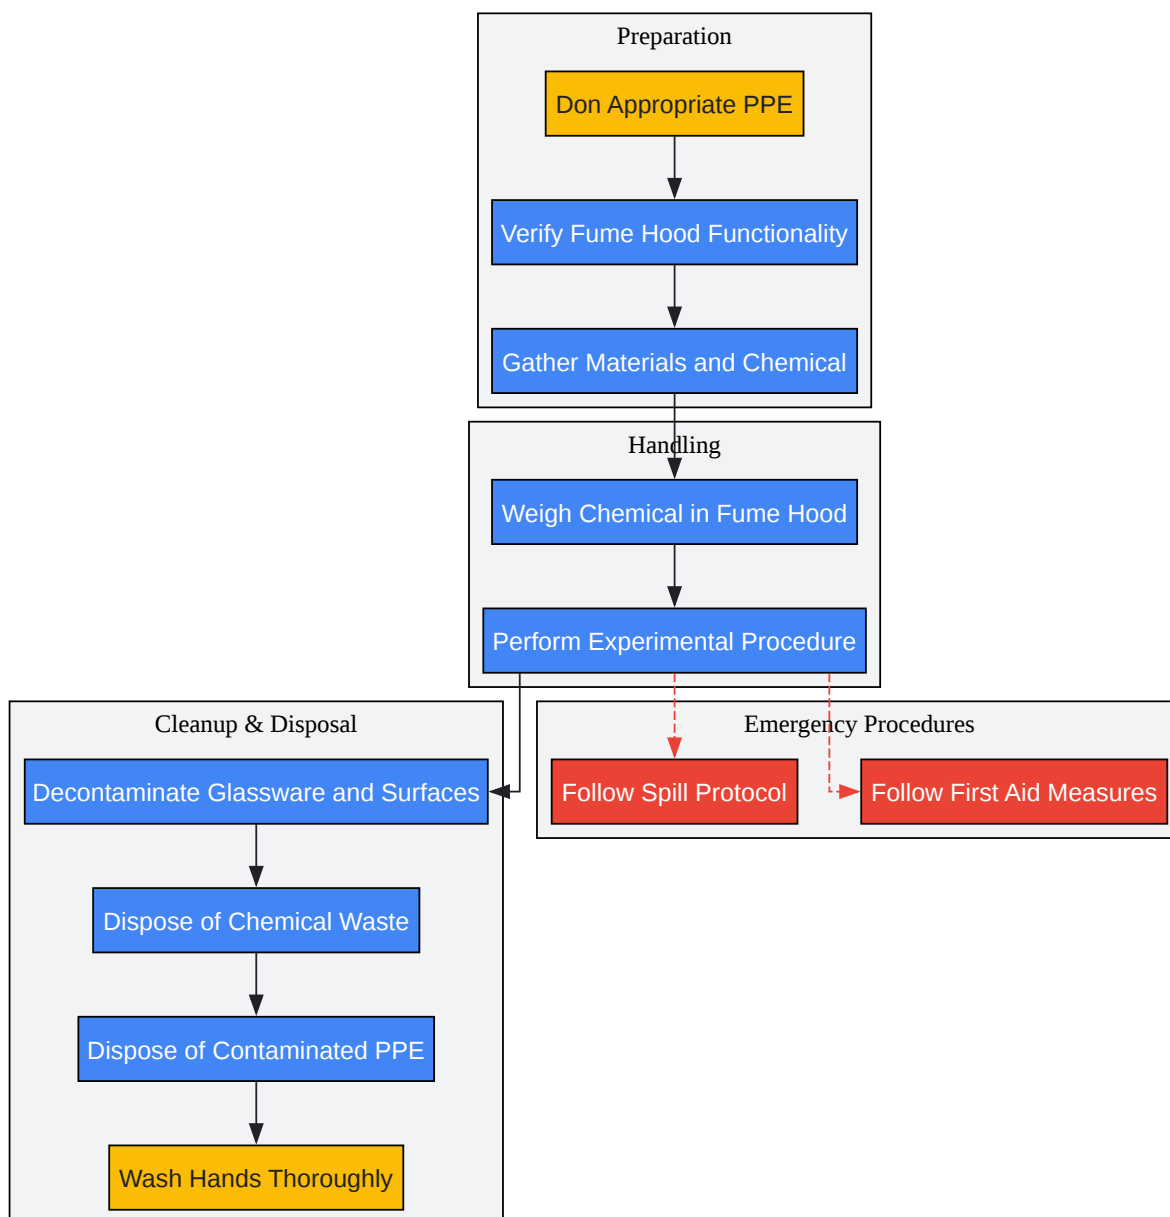 Preparation
Don Appropriate PPE
Verify Fume Hood Functionality
Gather Materials and Chemical
Handling
Weigh Chemical in Fume Hood
Perform Experimental Procedure
Cleanup & Disposal
Decontaminate Glassware and Surfaces
Dispose of Chemical Waste
Dispose of Contaminated PPE
Wash Hands Thoroughly
Emergency Procedures
Follow Spill Protocol
Follow First Aid Measures